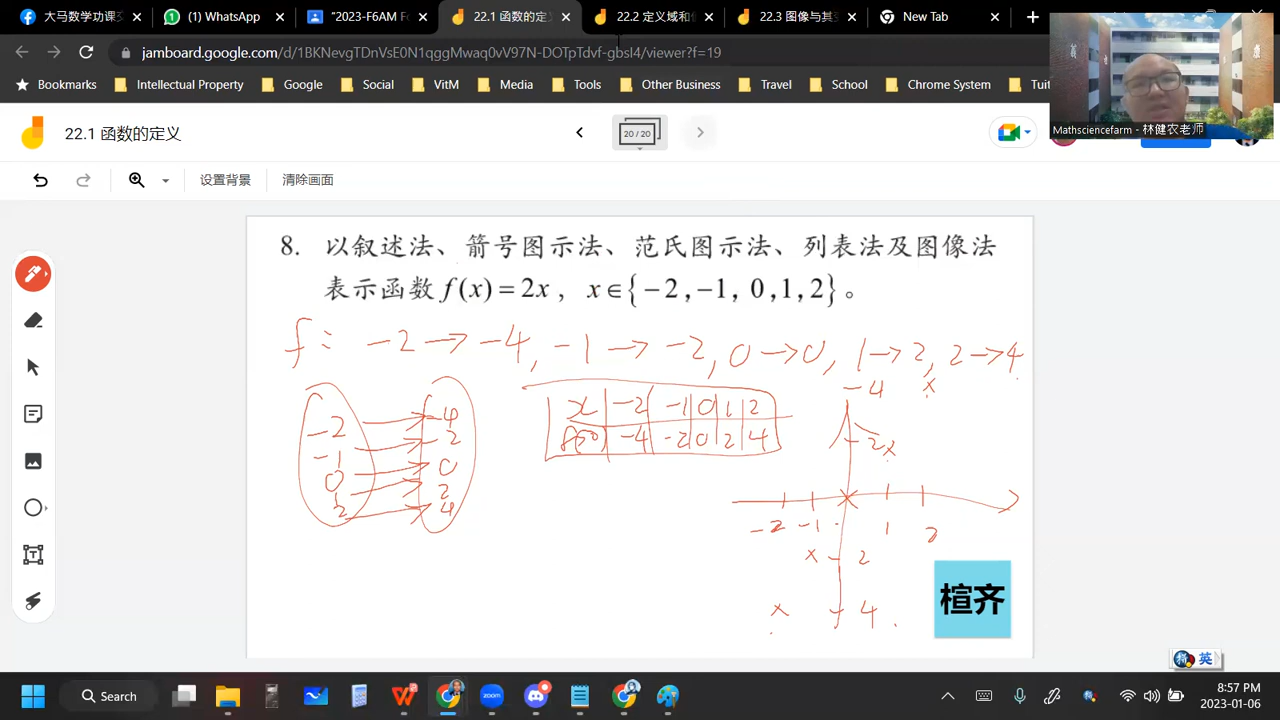 大马数学功课
(1) WhatsApp
"2023-F6AM Fo
22.1 函数的定义
22.2 定义域和值
22.3 图像与其
New Tab
jamboard.google.com
viewer?f=19
Bookmarks
Intellectual Property
Google
Social
VitM
Media
Tools
Other Business
Travel
School
Chrome System
Tuit
Mathsciencefarm - 林健农老师
22.1 函数的定义
20 / 20
设置背景
清除画面
8. 以叙述法、箭号图示法、范氏图示法、列表法及图像法
表示函数 f(x) = 2x , x∈{-2,-1, 0,1, 2}。
f: -2→-4, -1→-2, 0→0, 1→2, 2→4
-2
-1
0
2
-4
-2
0
2
4
x -2 -1 0 1 2
f(x) -4 -2 0 2 4
-4
-2
-2 -1 1 2
2
4
楦齐
英
Search
8:57 PM
2023-01-06